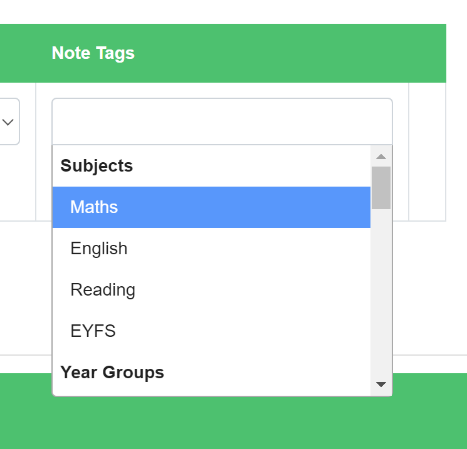 Note Tags
Subjects
Maths
English
Reading
EYFS
Year Groups